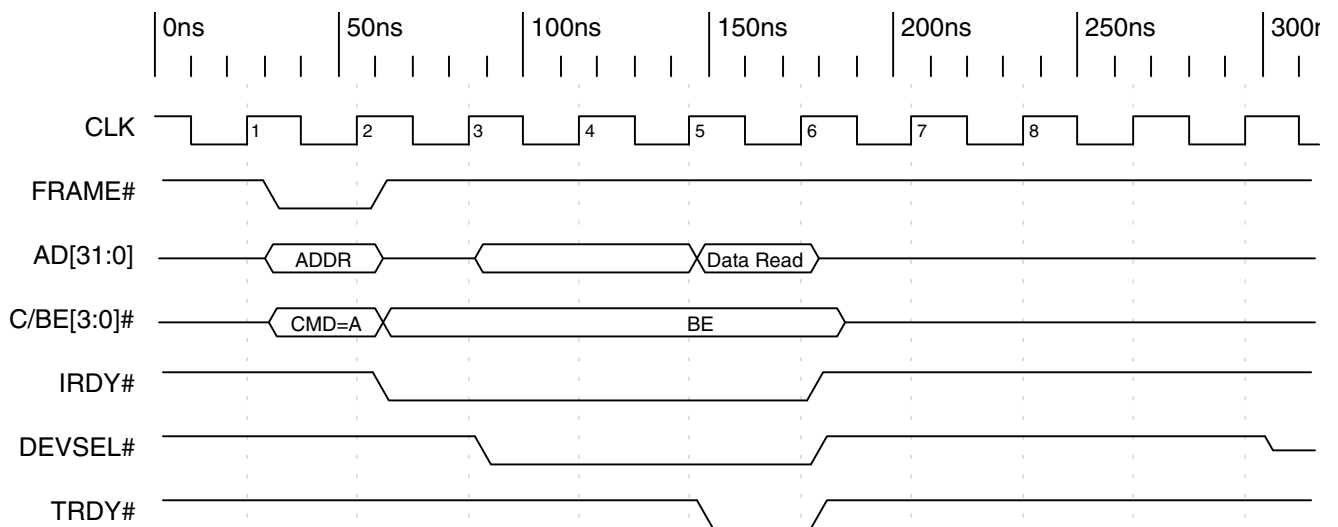 0ns 50ns 100ns 150ns 200ns 250ns 300n
CLK 1 2 3 4 5 6 7 8
FRAME#
AD[31:0] ADDR Data Read
C/BE[3:0]# CMD=A BE
IRDY#
DEVSEL#
TRDY#